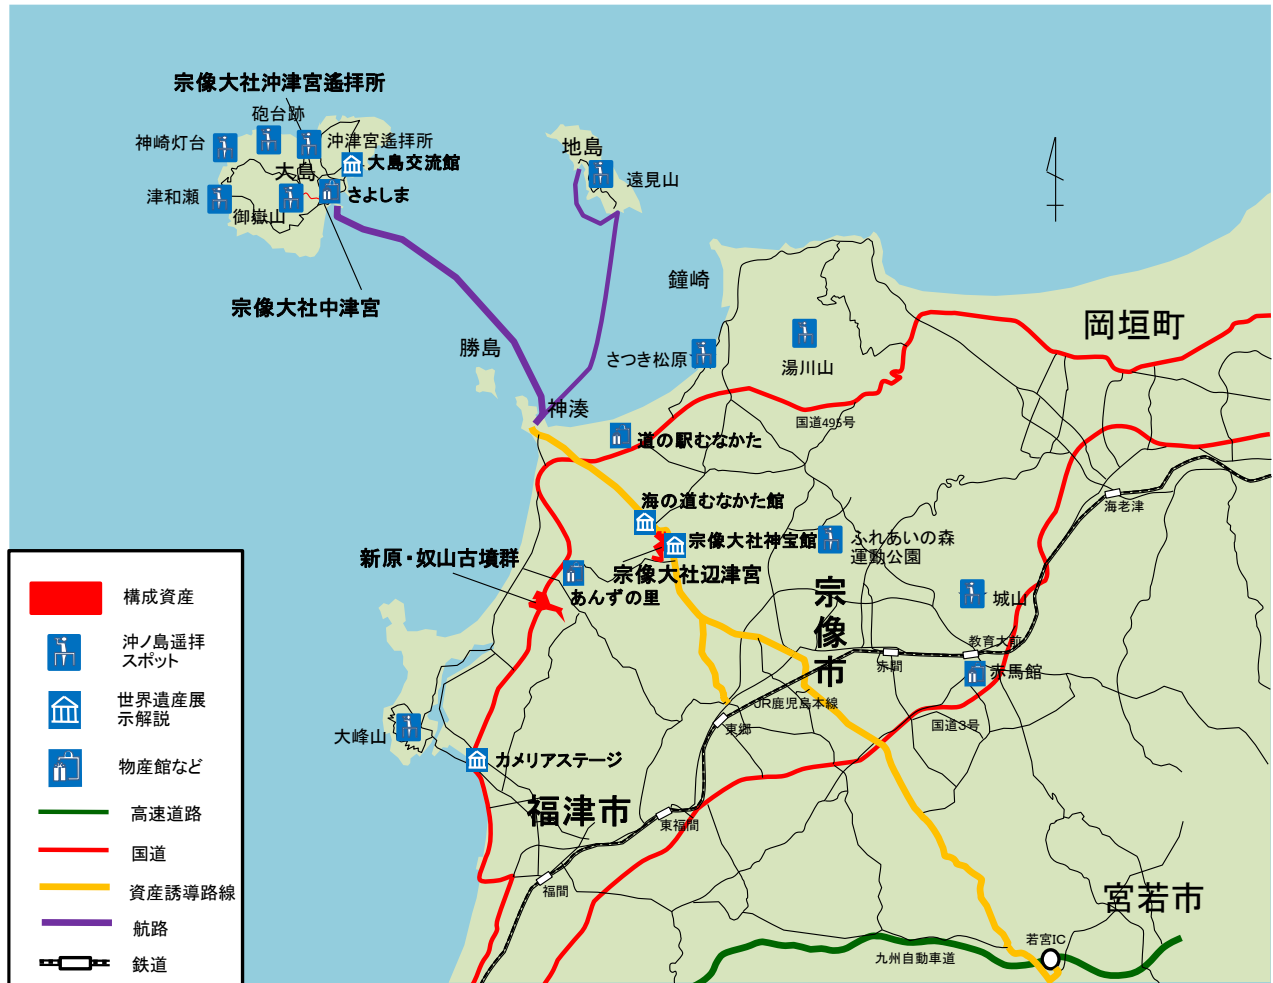 宗像大社沖津宮遙拝所
砲台跡
神崎灯台
沖津宮遙拝所
大島交流館
大島
津和瀬
御嶽山
さよしま
宗像大社中津宮
地島
遠見山
鐘崎
勝島
さつき松原
湯川山
岡垣町
神湊
国道495号
道の駅むなかた
海の道むなかた館
海老津
宗像大社神宝館
ふれあいの森
運動公園
新原・奴山古墳群
宗像大社辺津宮
あんずの里
宗像市
城山
教育大前
赤間
赤馬館
JR鹿児島本線
東郷
国道3号
大峰山
カメリアステージ
福津市
東福間
福間
宮若市
若宮IC
九州自動車道
構成資産
沖ノ島遥拝
スポット
世界遺産展
示解説
物産館など
高速道路
国道
資産誘導路線
航路
鉄道